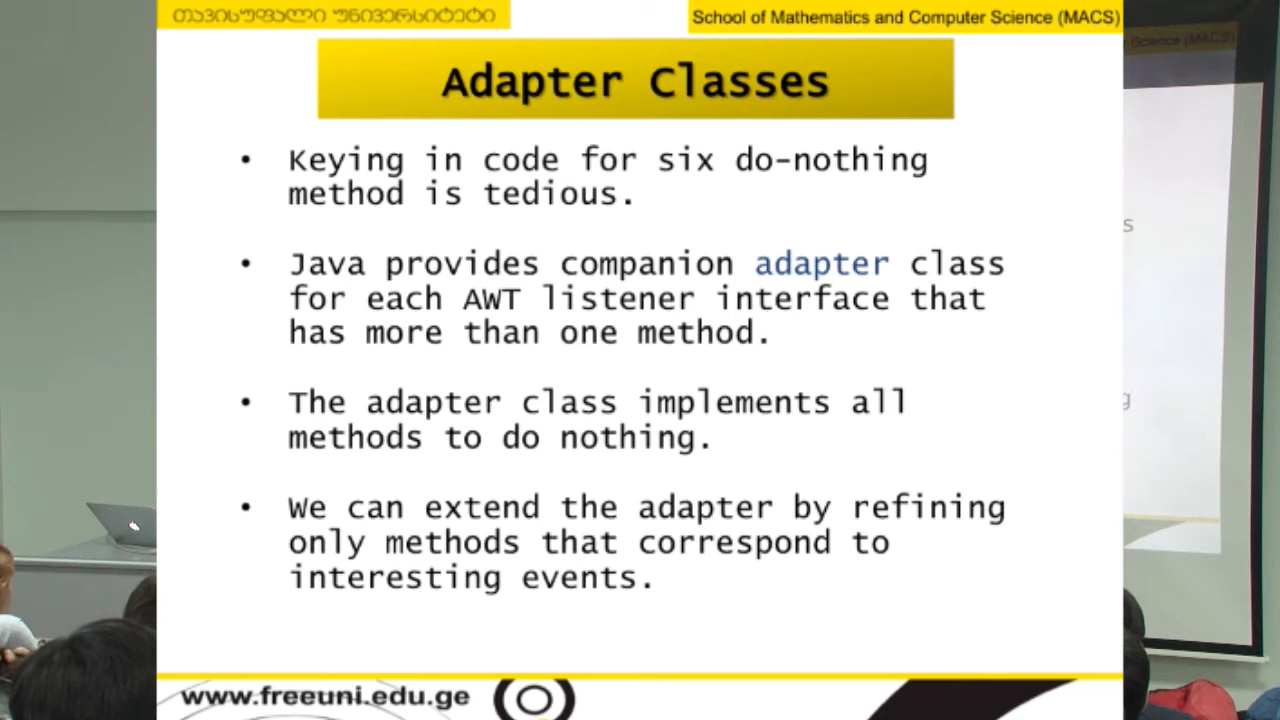 თავისუფალი უნივერსიტეტი
School of Mathematics and Computer Science (MACS)
Science (MACS)
Adapter Classes
• Keying in code for six do-nothing
method is tedious.
• Java provides companion adapter class
for each AWT listener interface that
has more than one method.
• The adapter class implements all
methods to do nothing.
• We can extend the adapter by refining
only methods that correspond to
interesting events.
www.freeuni.edu.ge